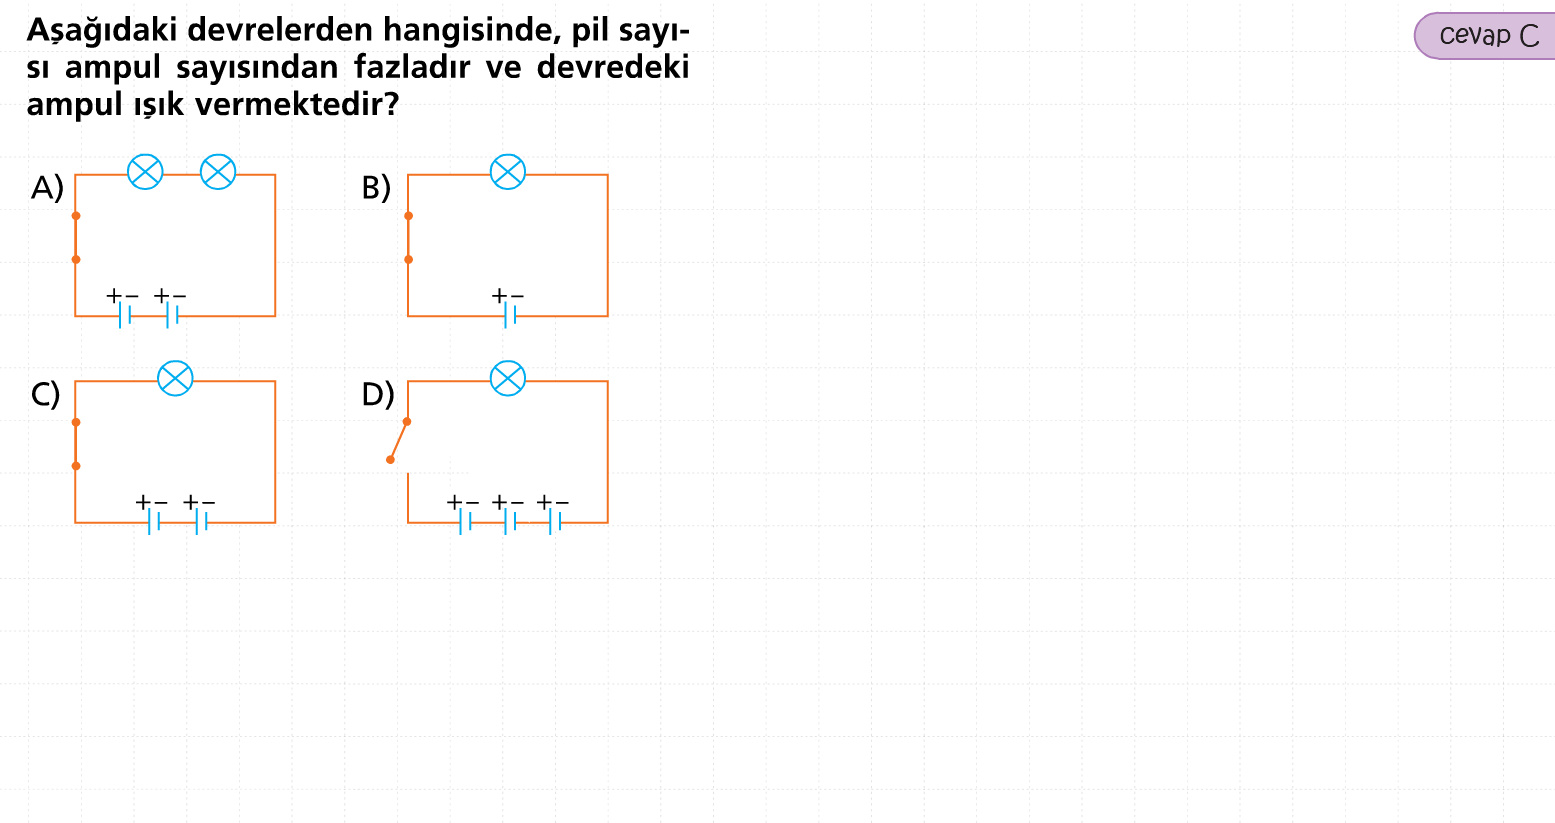 Aşağıdaki devrelerden hangisinde, pil sayı-
sı ampul sayısından fazladır ve devredeki
ampul ışık vermektedir?
cevap C
A)
B)
+ − + −
+ −
C)
D)
+ − + −
+ − + − + −